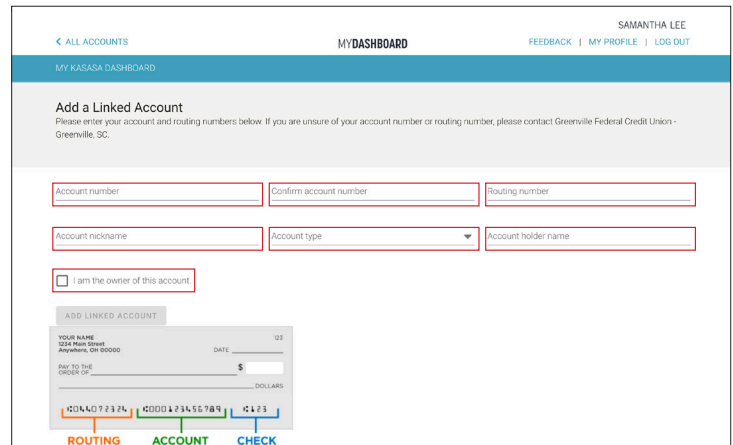 SAMANTHA LEE
ALL ACCOUNTS MYDASHBOARD FEEDBACK | MY PROFILE | LOG OUT
MY KASASA DASHBOARD
Add a Linked Account
Please enter your account and routing numbers below. If you are unsure of your account number or routing number, please contact Greenville Federal Credit Union -
Greenville, SC.
Account number Confirm account number Routing number
Account nickname Account type Account holder name
I am the owner of this account.
ADD LINKED ACCOUNT
YOUR NAME 123
1234 Main Street
Anywhere, OH 00000 DATE
PAY TO THE
ORDER OF $
DOLLARS
⑆044072324⑆ ⑆000123456789⑆ ⑆123
ROUTING ACCOUNT CHECK